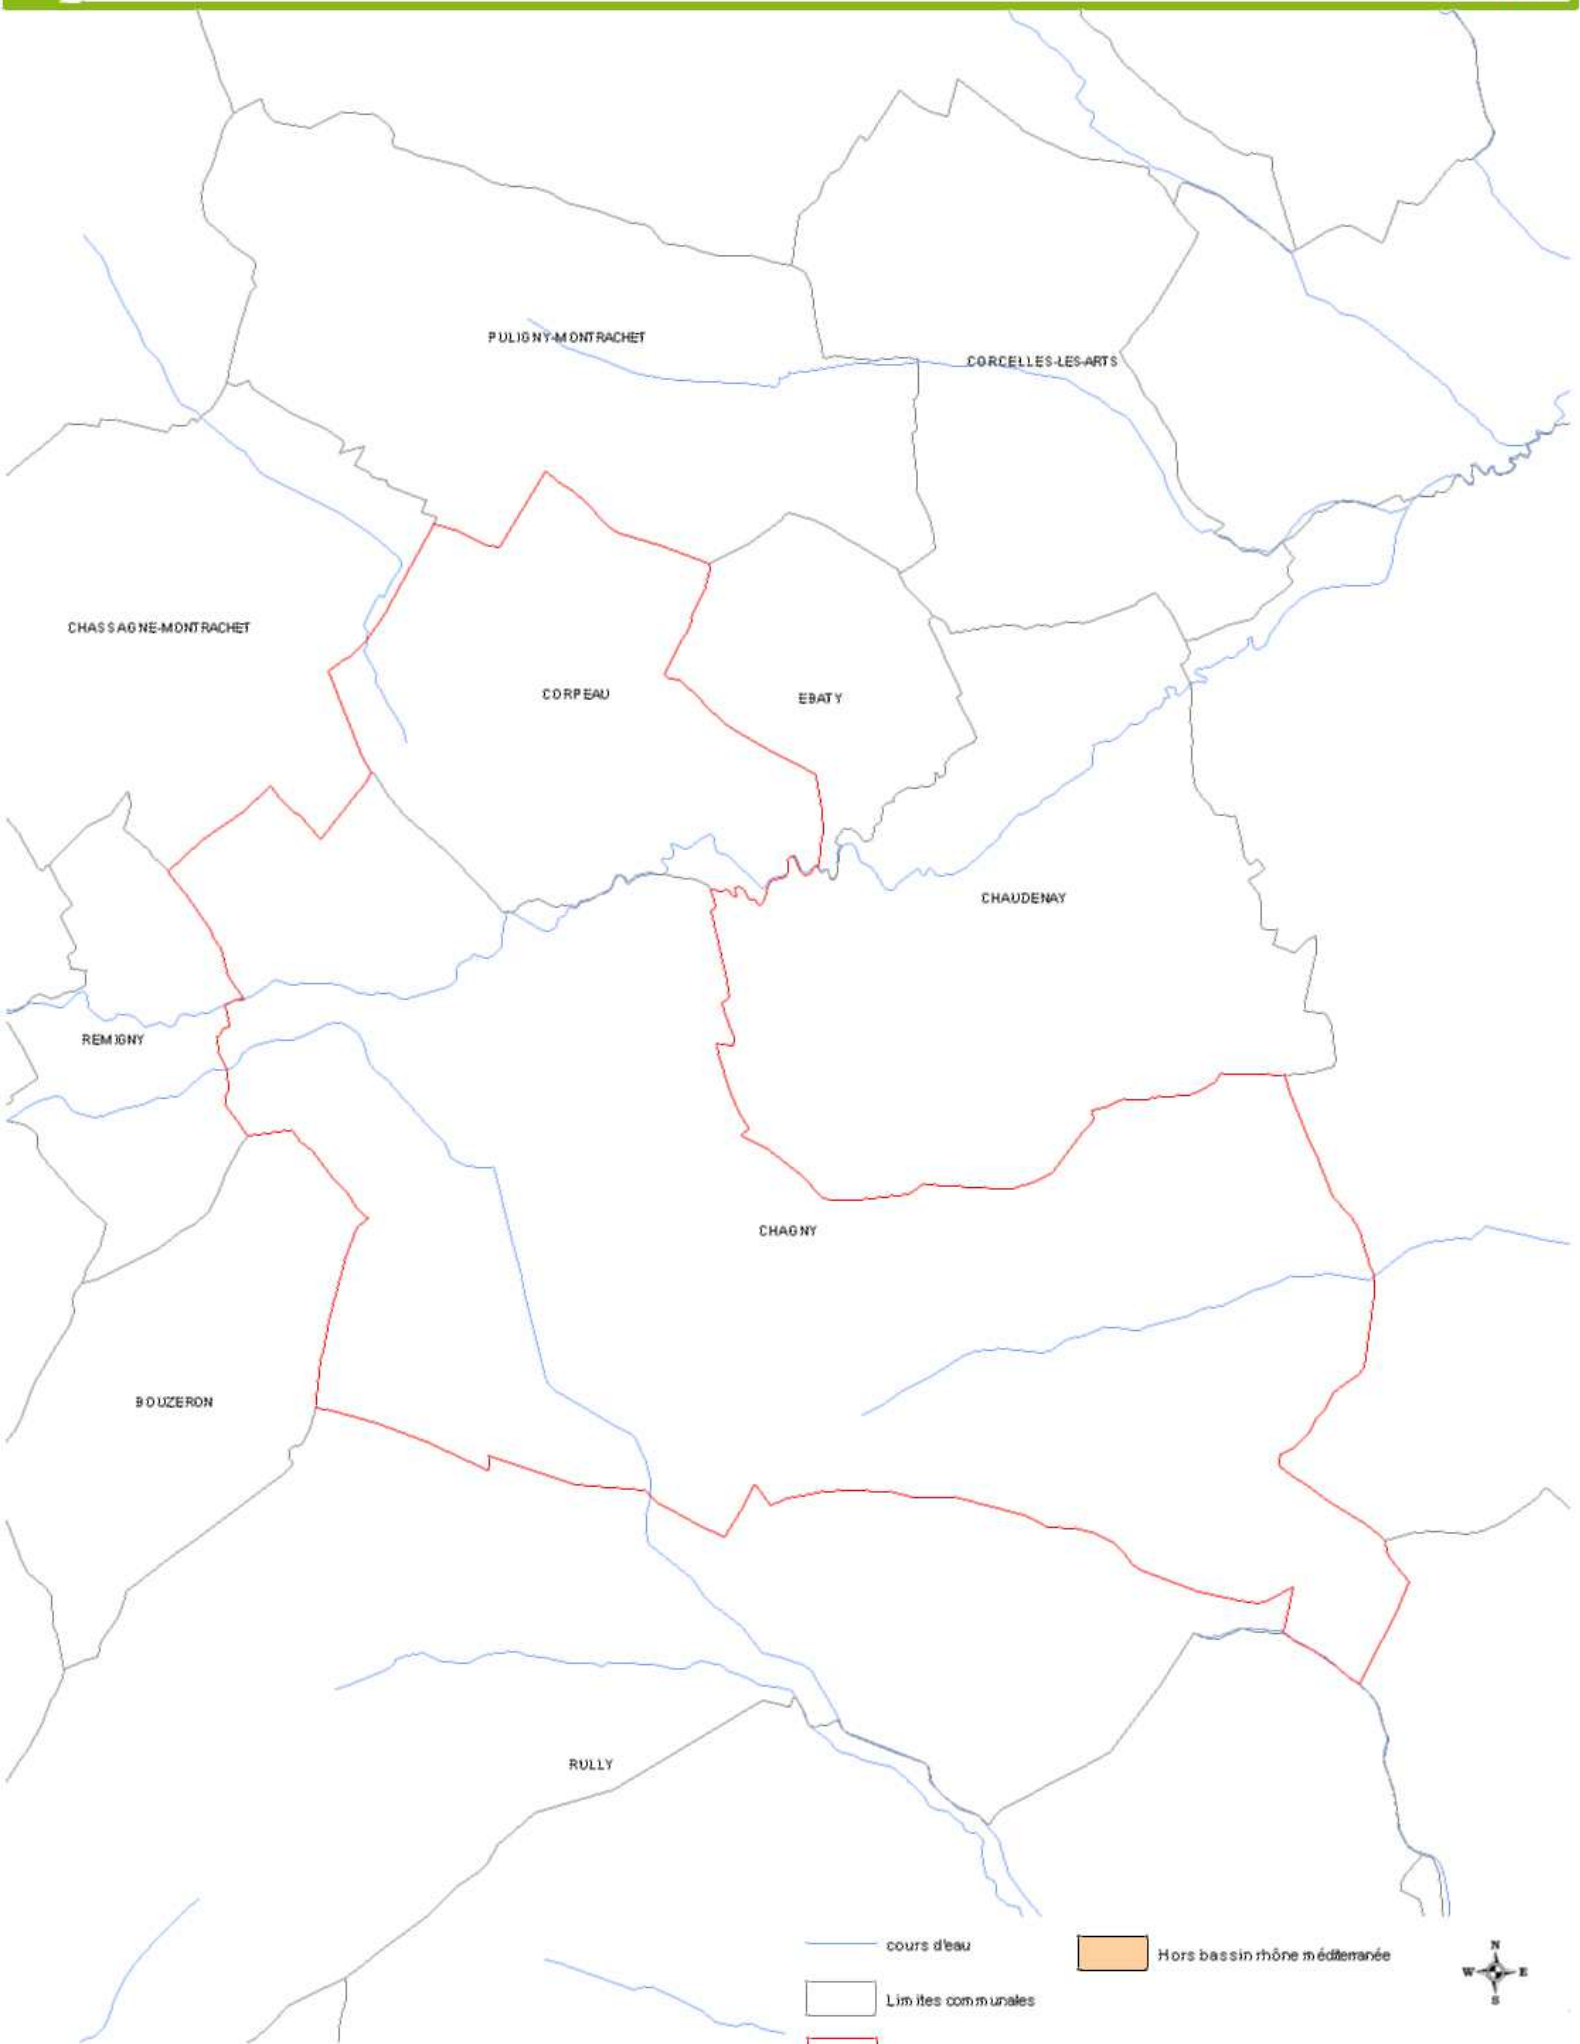 PULIGNY-MONTRACHET
CORCELLES-LES-ARTS
CHASSAGNE-MONTRACHET
CORPEAU
EBATY
CHAUDENAY
REMIGNY
CHAGNY
BOUZERON
RULLY
cours d'eau
Hors bassin rhône méditerranée
Limites communales
N
W E
S